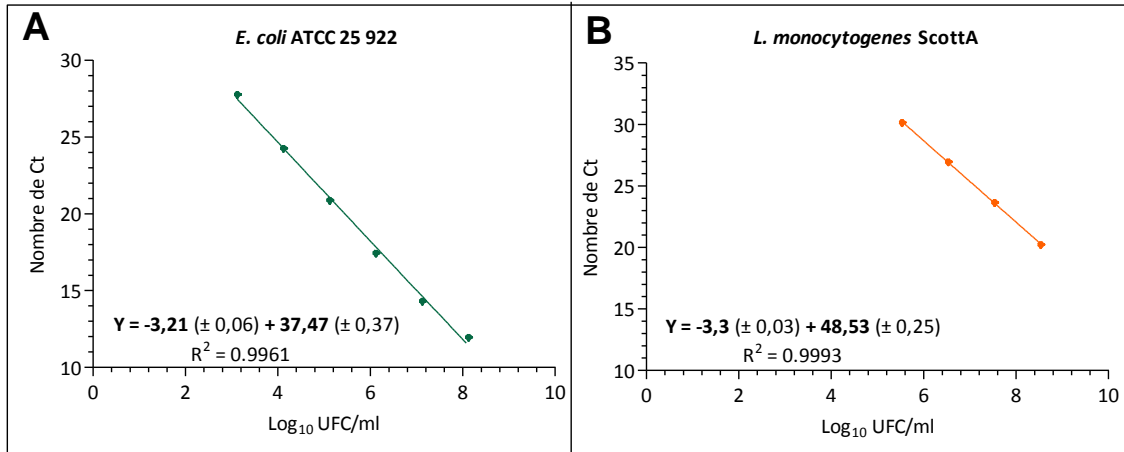 A
E. coli ATCC 25 922
30
25
20
15
10
Nombre de Ct
Y = -3,21 (± 0,06) + 37,47 (± 0,37)
R² = 0.9961
0 2 4 6 8 10
Log₁₀ UFC/ml
B
L. monocytogenes ScottA
35
30
25
20
15
10
Nombre de Ct
Y = -3,3 (± 0,03) + 48,53 (± 0,25)
R² = 0.9993
0 2 4 6 8 10
Log₁₀ UFC/ml